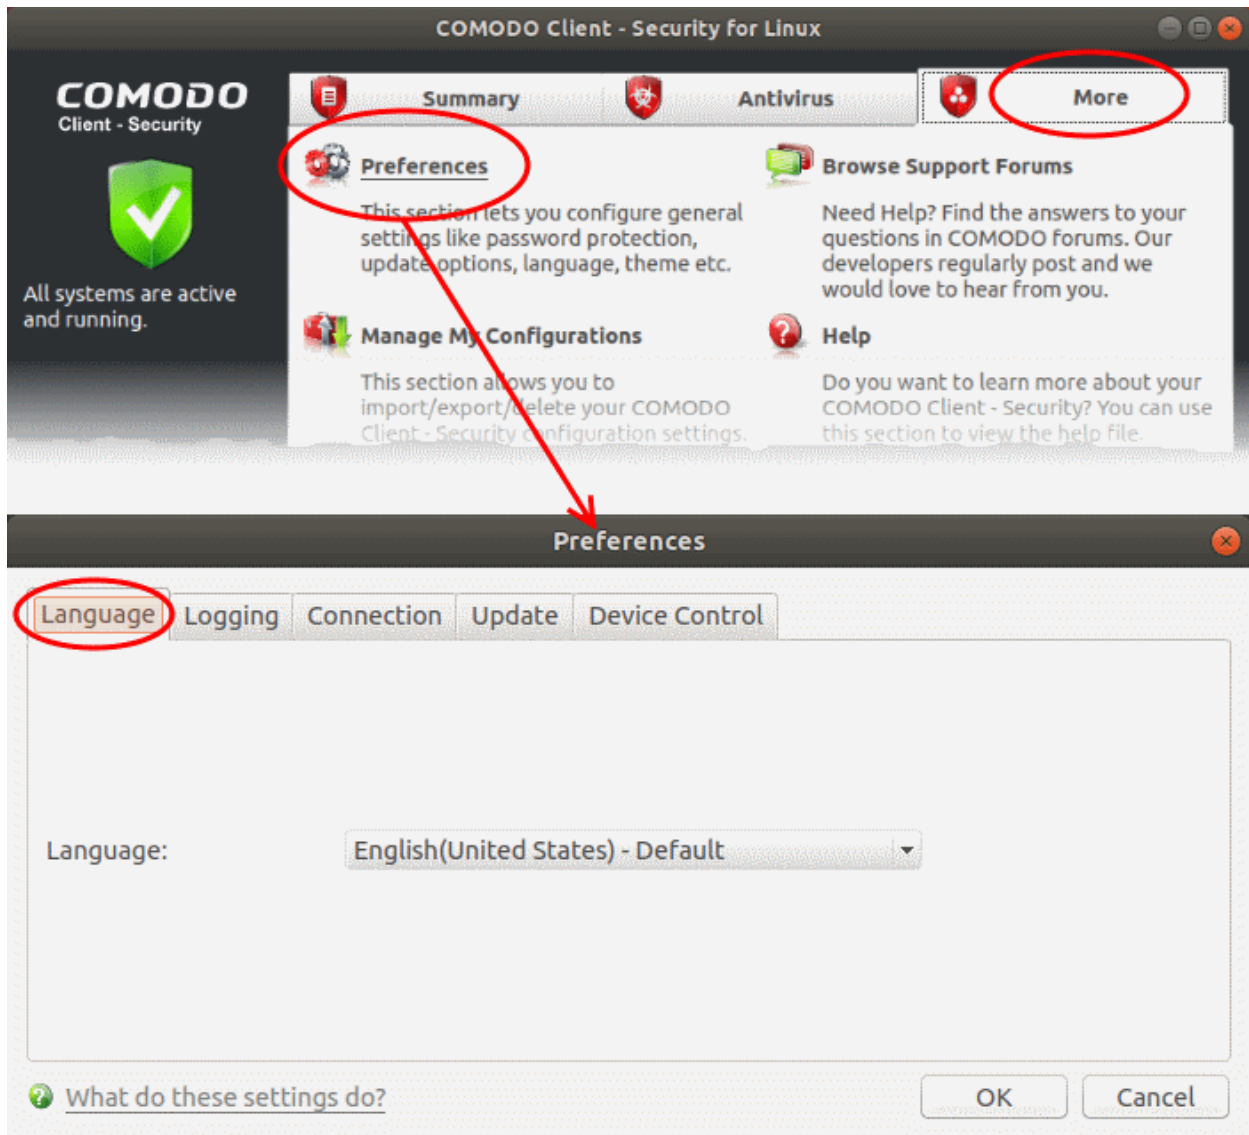 COMODO Client - Security for Linux
COMODO
Client - Security
All systems are active
and running.
Summary
Antivirus
More
Preferences
This section lets you configure general
settings like password protection,
update options, language, theme etc.
Browse Support Forums
Need Help? Find the answers to your
questions in COMODO forums. Our
developers regularly post and we
would love to hear from you.
Manage My Configurations
This section allows you to
import/export/delete your COMODO
Client - Security configuration settings.
Help
Do you want to learn more about your
COMODO Client - Security? You can use
this section to view the help file.
Preferences
Language
Logging
Connection
Update
Device Control
Language:
English(United States) - Default
What do these settings do?
OK
Cancel